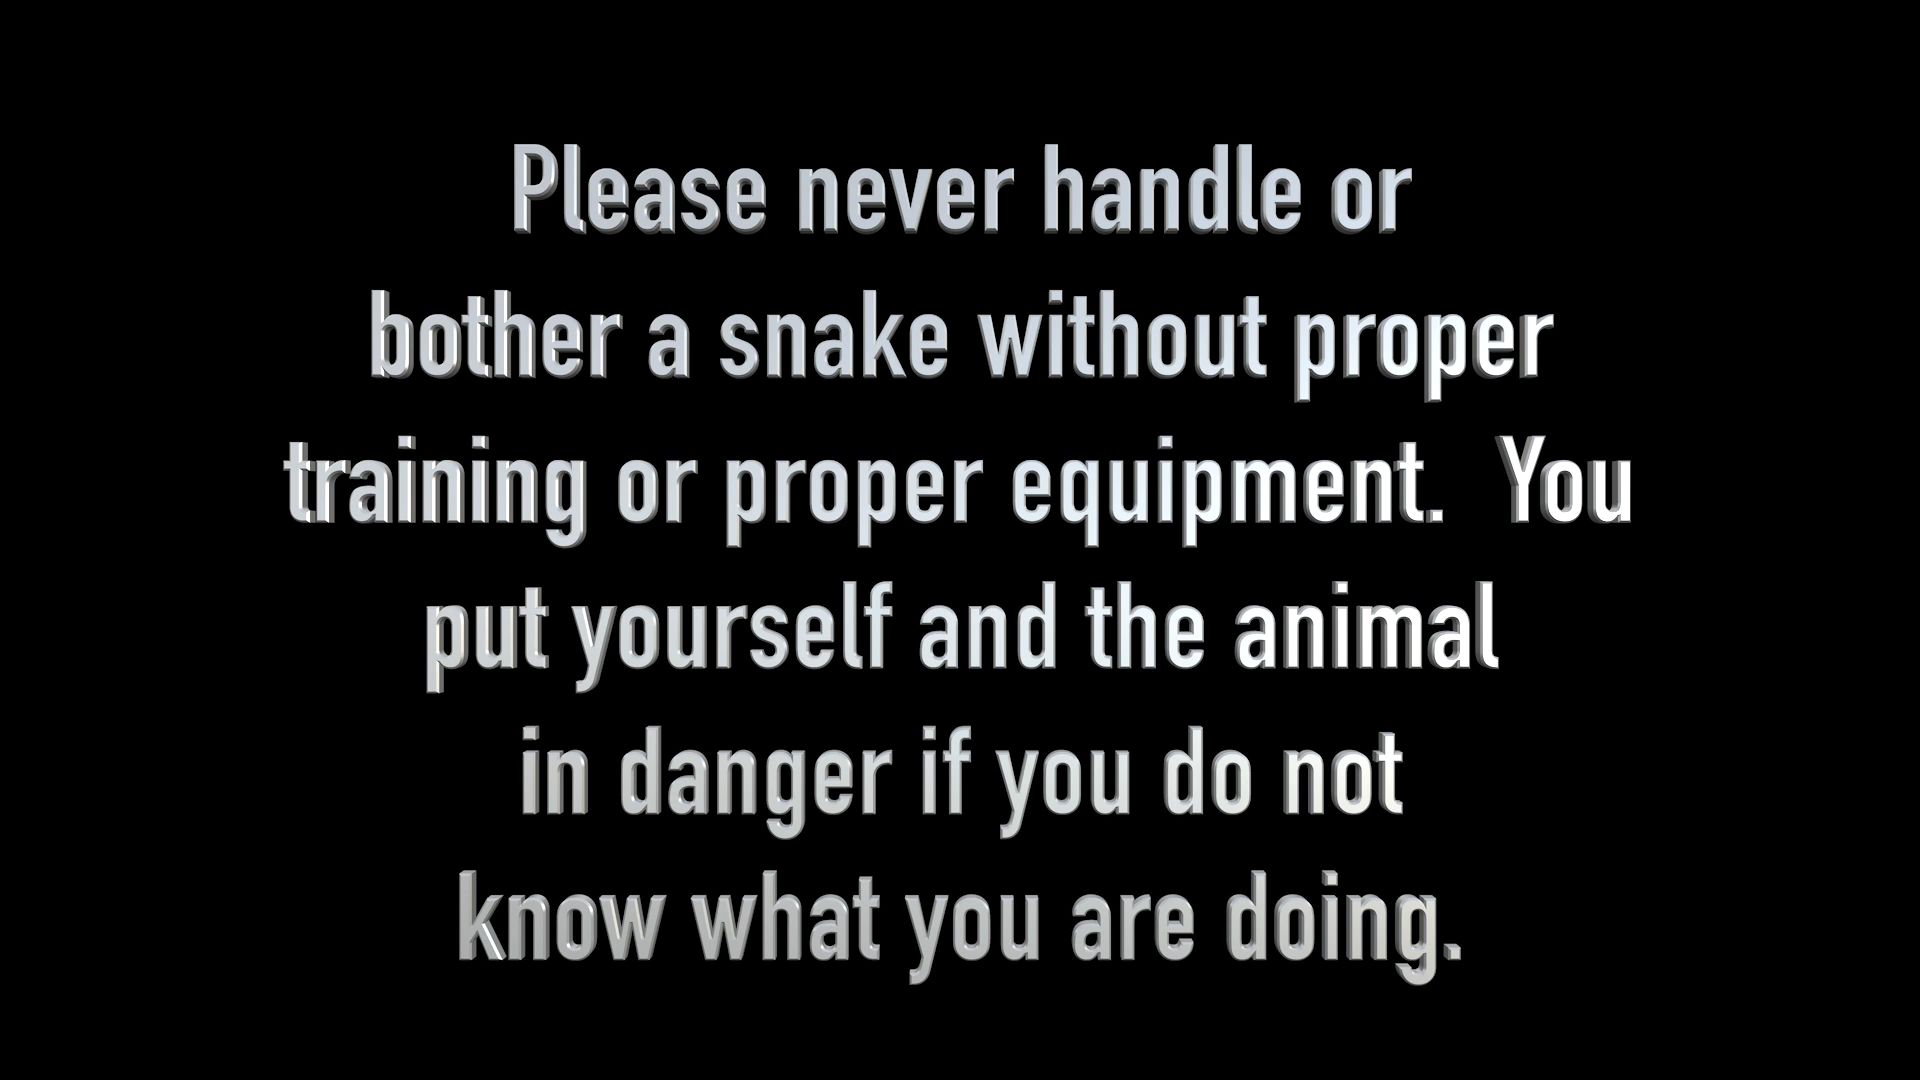 Please never handle or
bother a snake without proper
training or proper equipment.  You
put yourself and the animal
in danger if you do not
know what you are doing.